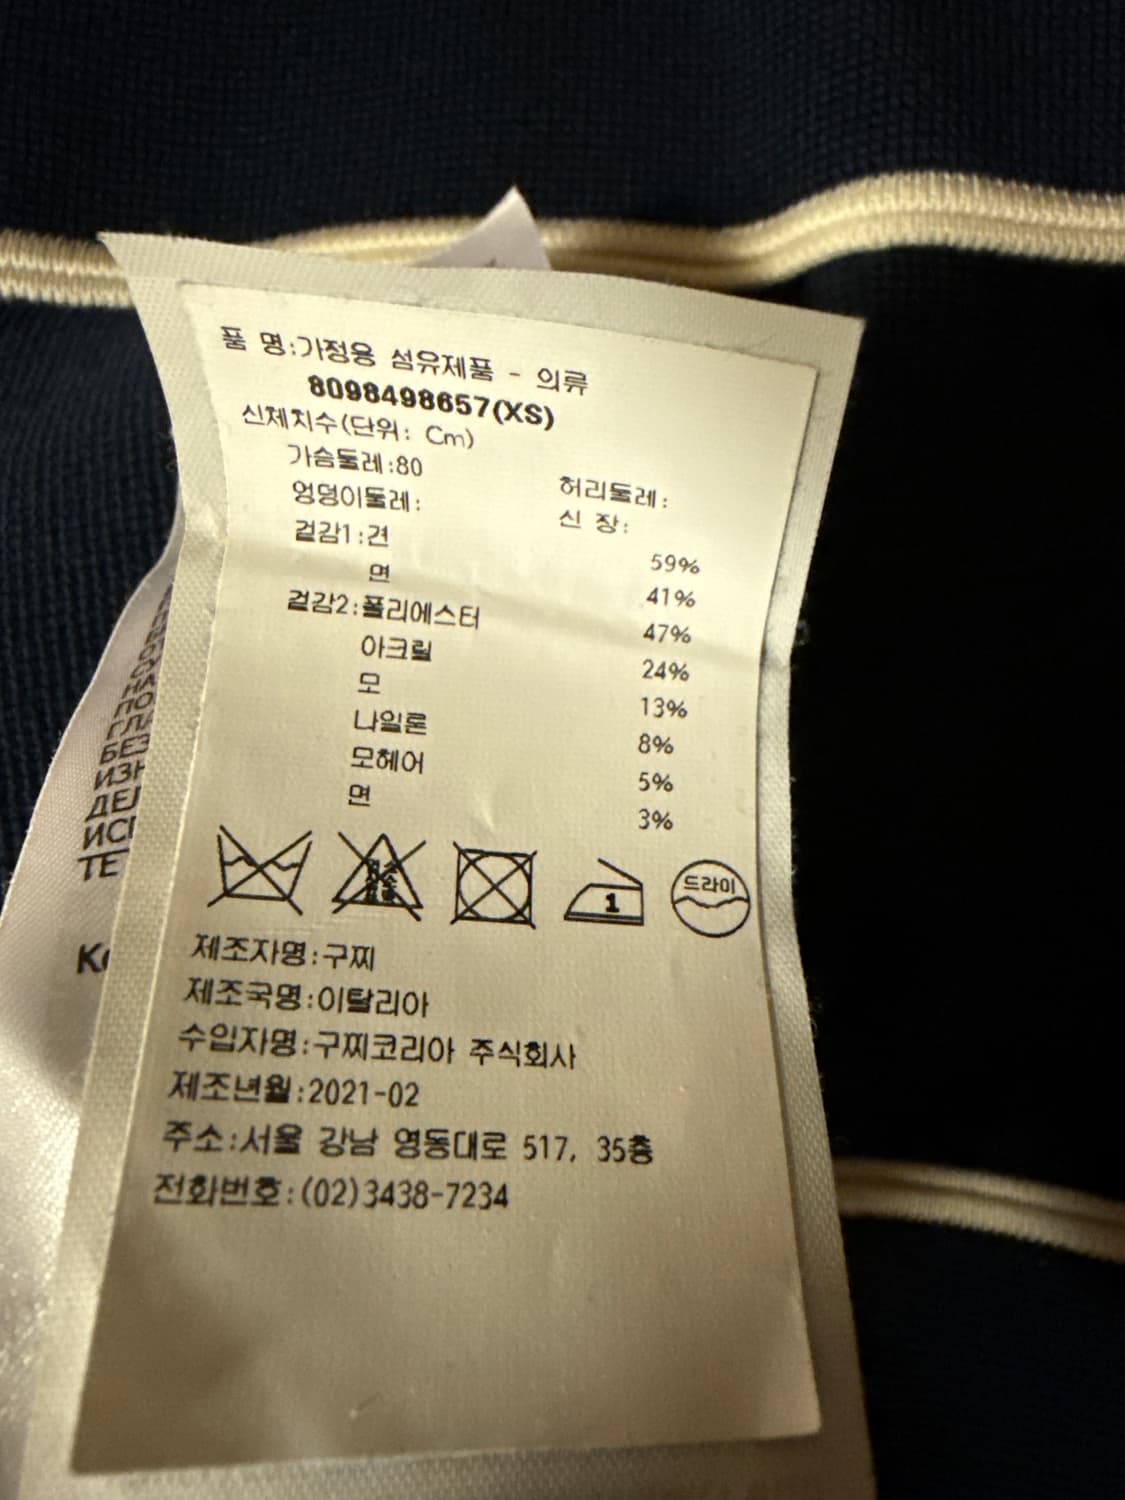 품 명:가정용 섬유제품 - 의류
8098498657(XS)
신체치수(단위: Cm)
가슴둘레:80 허리둘레:
엉덩이둘레: 신 장:
겉감1:견 59%
면 41%
겉감2:폴리에스터 47%
아크릴 24%
모 13%
나일론 8%
모헤어 5%
면 3%
1
드라이
제조자명:구찌
제조국명:이탈리아
수입자명:구찌코리아 주식회사
제조년월:2021-02
주소:서울 강남 영동대로 517, 35층
전화번호:(02)3438-7234
БЕЗ
ТЕ